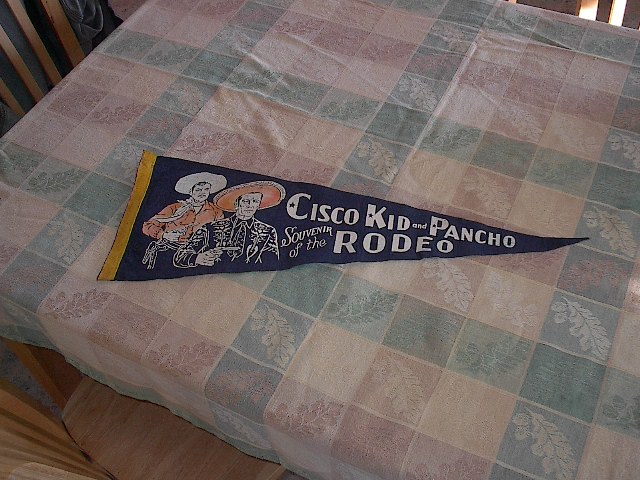 CISCO KID and PANCHO
SOUVENIR of the RODEO